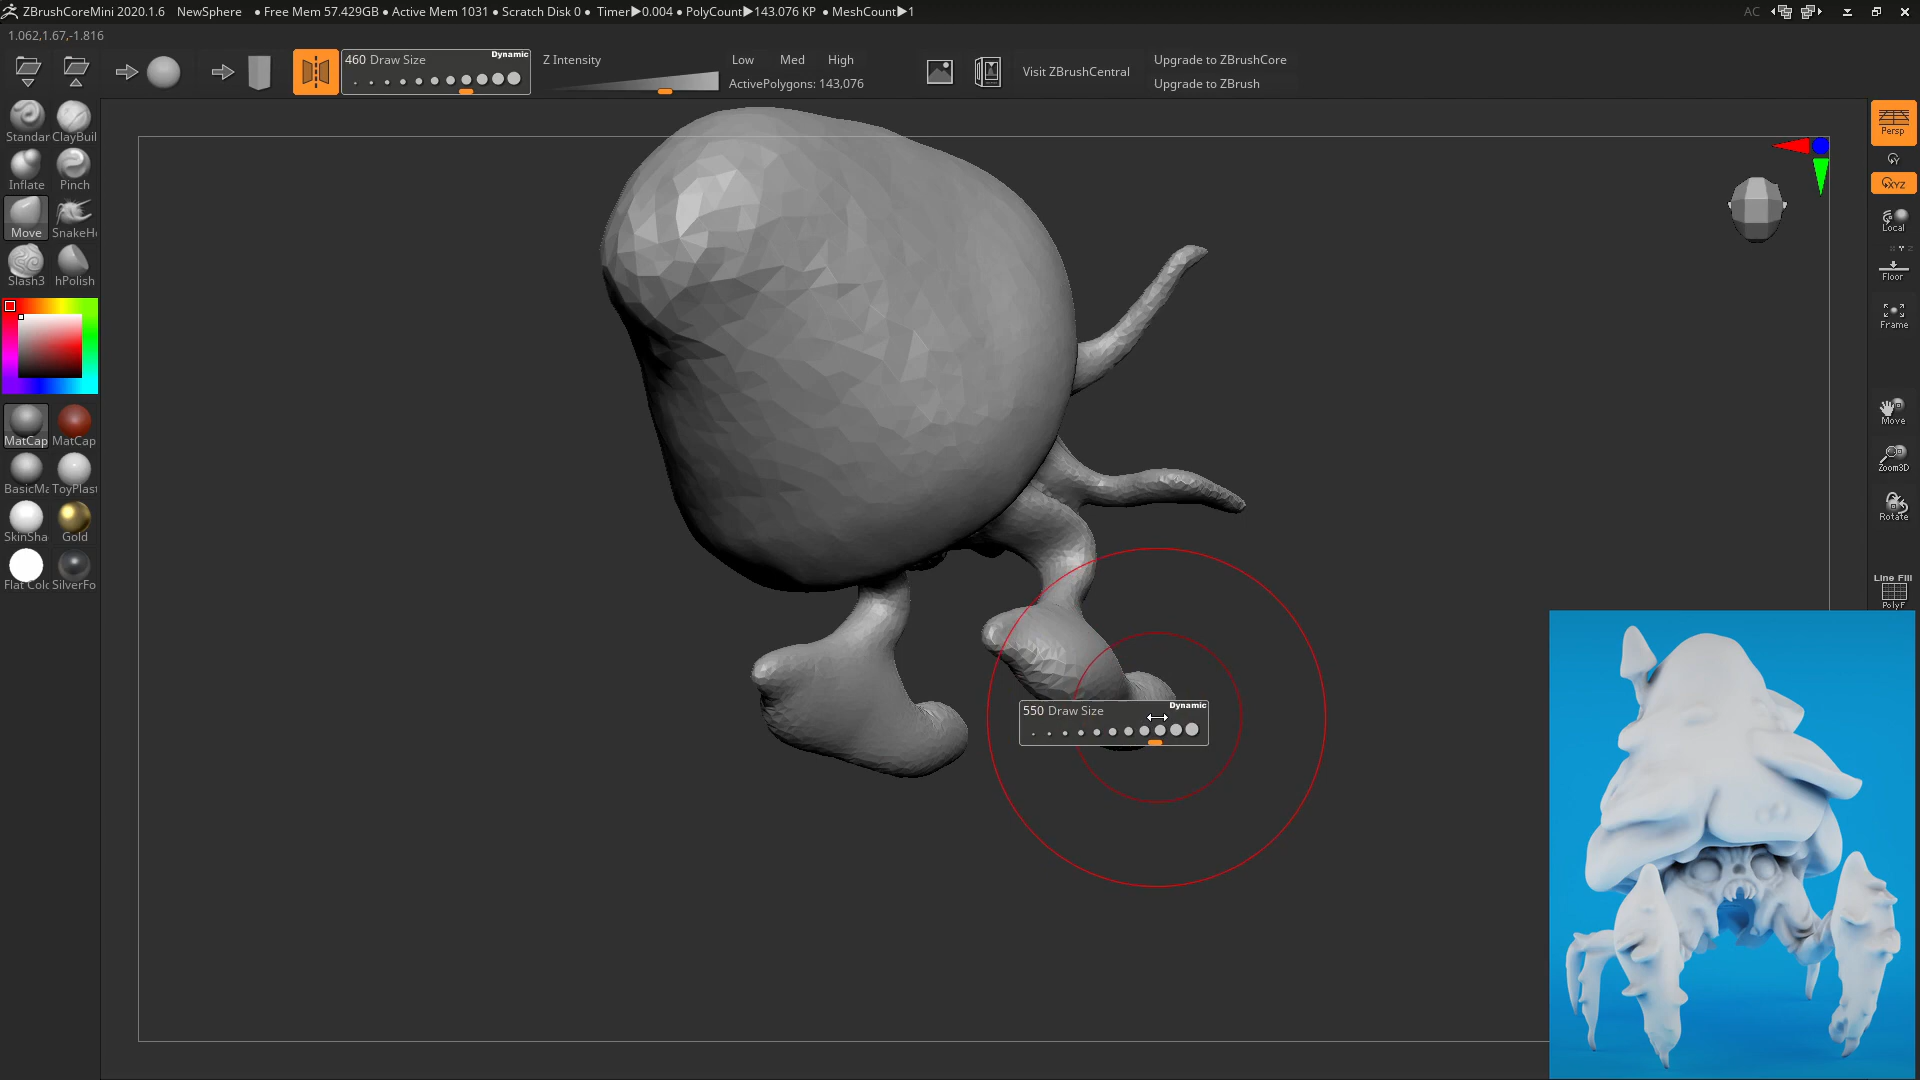 ZBrushCoreMini 2020.1.6 NewSphere ● Free Mem 57.429GB ● Active Mem 1031 ● Scratch Disk 0 ● Timer▶0.004 ● PolyCount▶143.076 KP ● MeshCount▶1
AC
1.062,1.67,-1.816
460 Draw Size
Dynamic
Z Intensity
Low Med High
ActivePolygons: 143,076
Visit ZBrushCentral
Upgrade to ZBrushCore
Upgrade to ZBrush
Standar ClayBuil
Inflate Pinch
Move SnakeHo
Slash3 hPolish
MatCap MatCap
BasicMa ToyPlast
SkinSha Gold
Flat Colo SilverFo
Persp
Y
XYZ
Local
Floor
Frame
Move
Zoom3D
Rotate
Line Fill
PolyF
550 Draw Size
Dynamic